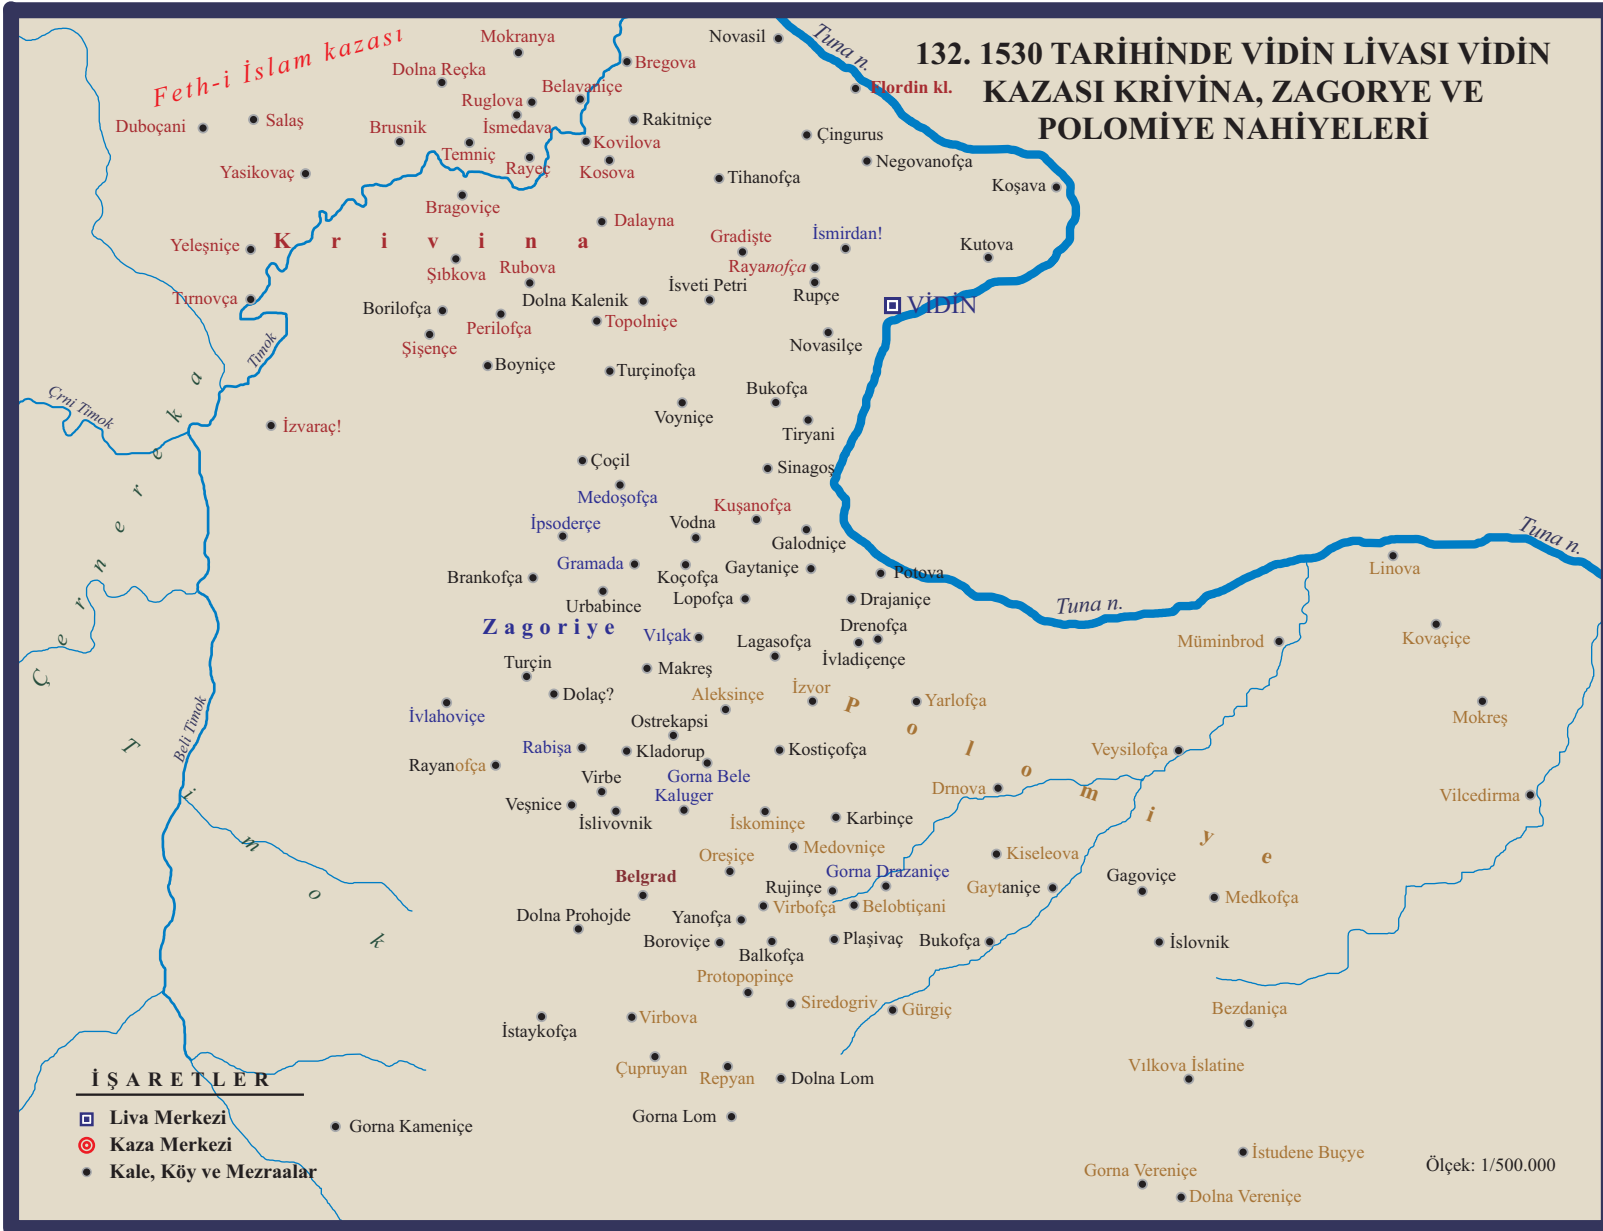 132. 1530 TARİHİNDE VİDİN LİVASI VİDİN
KAZASI KRİVİNA, ZAGORYE VE
POLOMİYE NAHİYELERİ
Feth-i İslam kazası
Mokranya
Novasil
Tuna n.
Bregova
Dolna Reçka
Belavaniçe
Flordin kl.
Ruglova
Duboçani
Salaş
Brusnik
İsmedava
Rakitniçe
Çingurus
Temniç
Kovilova
Rayeç
Kosova
Negovanofça
Yasikovaç
Tihanofça
Koşava
Bragoviçe
Dalayna
Yeleşniçe
Krivina
Gradişte
İsmirdan!
Kutova
Şıbkova
Rubova
Rayanofça
Tırnovça
Borilofça
Dolna Kalenik
İsveti Petri
Rupçe
VİDİN
Perilofça
Topolniçe
Şişençe
Timok
Novasilçe
Boyniçe
Turçinofça
Çrni Timok
Bukofça
Voyniçe
İzvaraç!
Tiryani
Çoçil
Sinagoş
Medoşofça
Kuşanofça
İpsoderçe
Vodna
Galodniçe
Tuna n.
Gramada
Koçofça
Gaytaniçe
Potova
Linova
Brankofça
Urbabince
Lopofça
Drajaniçe
Tuna n.
Zagoriye
Vılçak
Drenofça
Lagasofça
İvladiçençe
Müminbrod
Kovaçiçe
Turçin
Makreş
Dolaç?
Aleksinçe
İzvor
Yarlofça
Polomiye
İvlahoviçe
Ostrekapsi
Mokreş
Beli Timok
Çernereka
Timok
Rabişa
Kladorup
Kostiçofça
Veysilofça
Rayanofça
Virbe
Gorna Bele
Kaluger
Drnova
Vilcedirma
Veşnice
İslivovnik
İskominçe
Karbinçe
Medovniçe
Oreşiçe
Kiseleova
Belgrad
Gorna Drazaniçe
Rujinçe
Gaytaniçe
Gagoviçe
Medkofça
Dolna Prohojde
Yanofça
Virbofça
Belobtiçani
Boroviçe
Balkofça
Plaşivaç
Bukofça
İslovnik
Protopopinçe
Siredogriv
Gürgiç
Bezdaniça
İstaykofça
Virbova
Çupruyan
Repyan
Dolna Lom
Vılkova İslatine
İŞARETLER
Liva Merkezi
Kaza Merkezi
Kale, Köy ve Mezraalar
Gorna Kameniçe
Gorna Lom
İstudene Buçye
Gorna Vereniçe
Dolna Vereniçe
Ölçek: 1/500.000